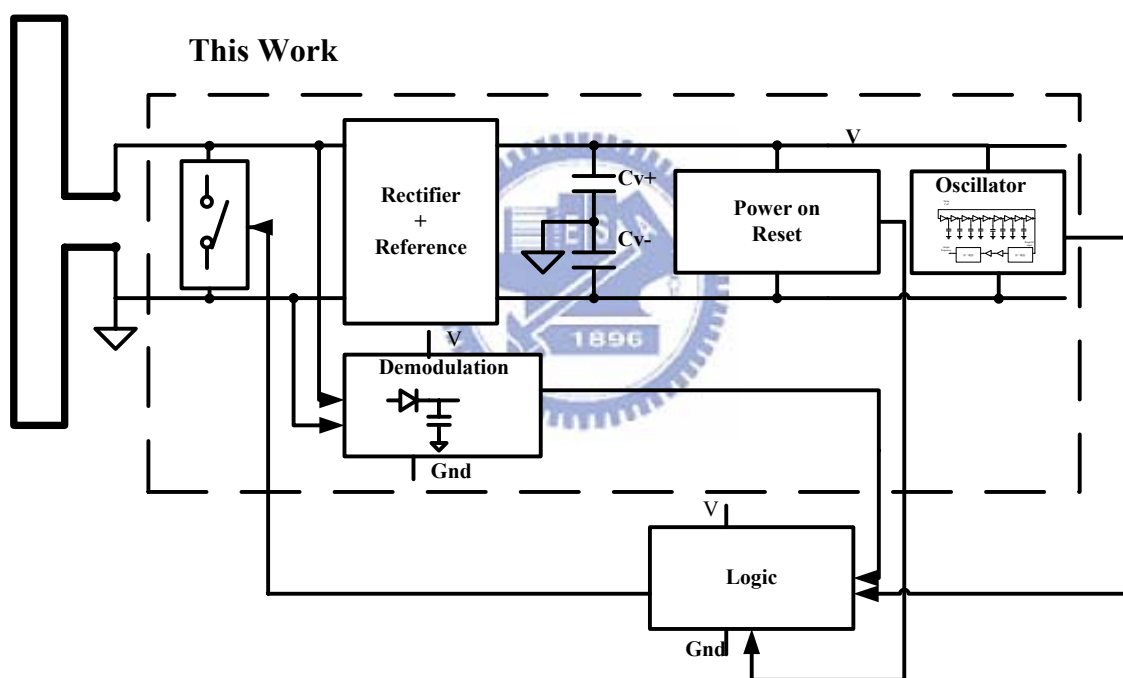 This Work
Rectifier
+
Reference
Cv+
Cv-
Power on
Reset
V
Oscillator
1896
V
Demodulation
Gnd
V
Logic
Gnd